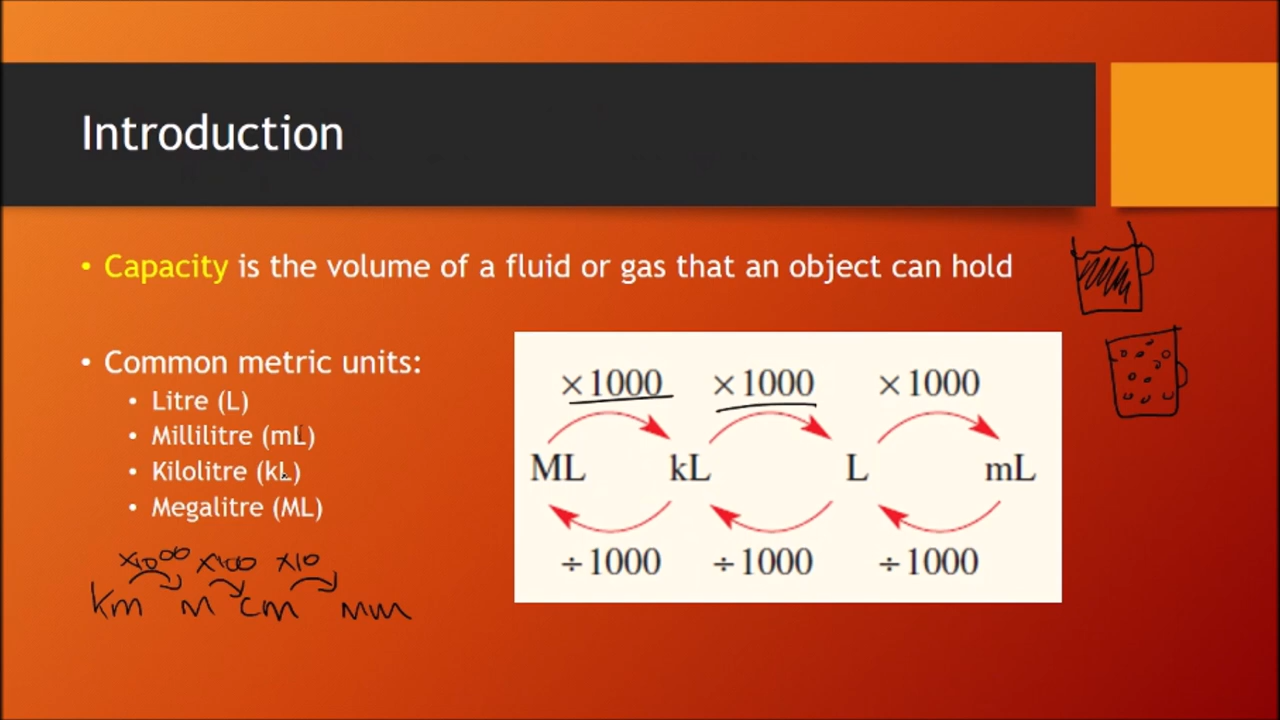 Introduction
• Capacity is the volume of a fluid or gas that an object can hold
• Common metric units:
• Litre (L)
• Millilitre (mL)
• Kilolitre (kL)
• Megalitre (ML)
×1000 ×1000 ×1000
ML kL L mL
÷1000 ÷1000 ÷1000
×1000 ×100 ×10
km m cm mm